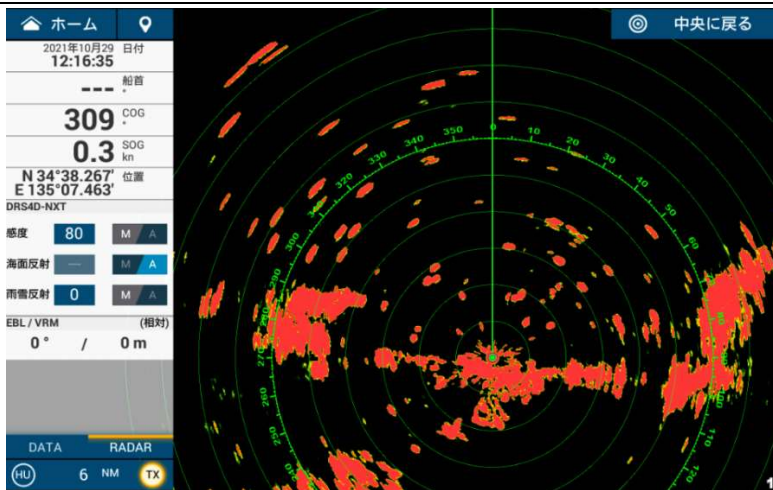 ホーム
中央に戻る
2021年10月29 日付
12:16:35
--- 船首 °
309 COG °
0.3 SOG kn
N 34°38.267' 位置
E 135°07.463'
DRS4D-NXT
感度 80 M A
海面反射 --- M A
雨雪反射 0 M A
EBL / VRM (相対)
0 ° / 0 m
DATA RADAR
HU 6 NM TX
350 0 10
340 20
330 30
320 40
310 50
300 60
290
280 80
270
260 100
250 110
240 120